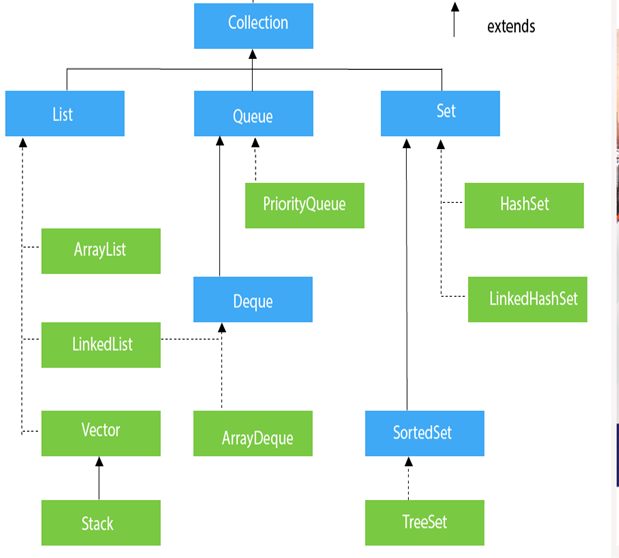 Collection
extends
List
Queue
Set
PriorityQueue
HashSet
ArrayList
Deque
LinkedHashSet
LinkedList
Vector
ArrayDeque
SortedSet
Stack
TreeSet